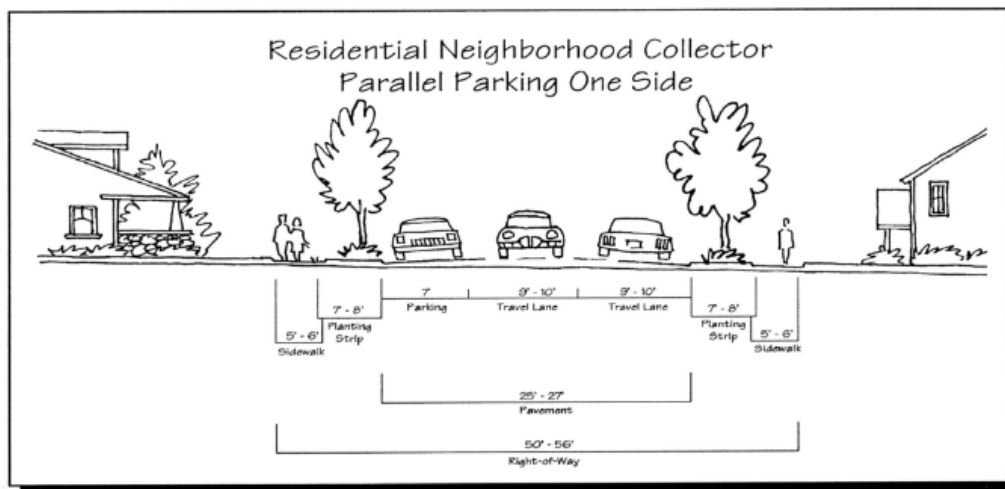 Residential Neighborhood Collector
Parallel Parking One Side
7' - 8' 7' 9' - 10' 9' - 10' 7' - 8'
Planting Strip Parking Travel Lane Travel Lane Planting Strip
5' - 6' 5' - 6'
Sidewalk Sidewalk
25' - 27'
Pavement
50' - 56'
Right-of-Way